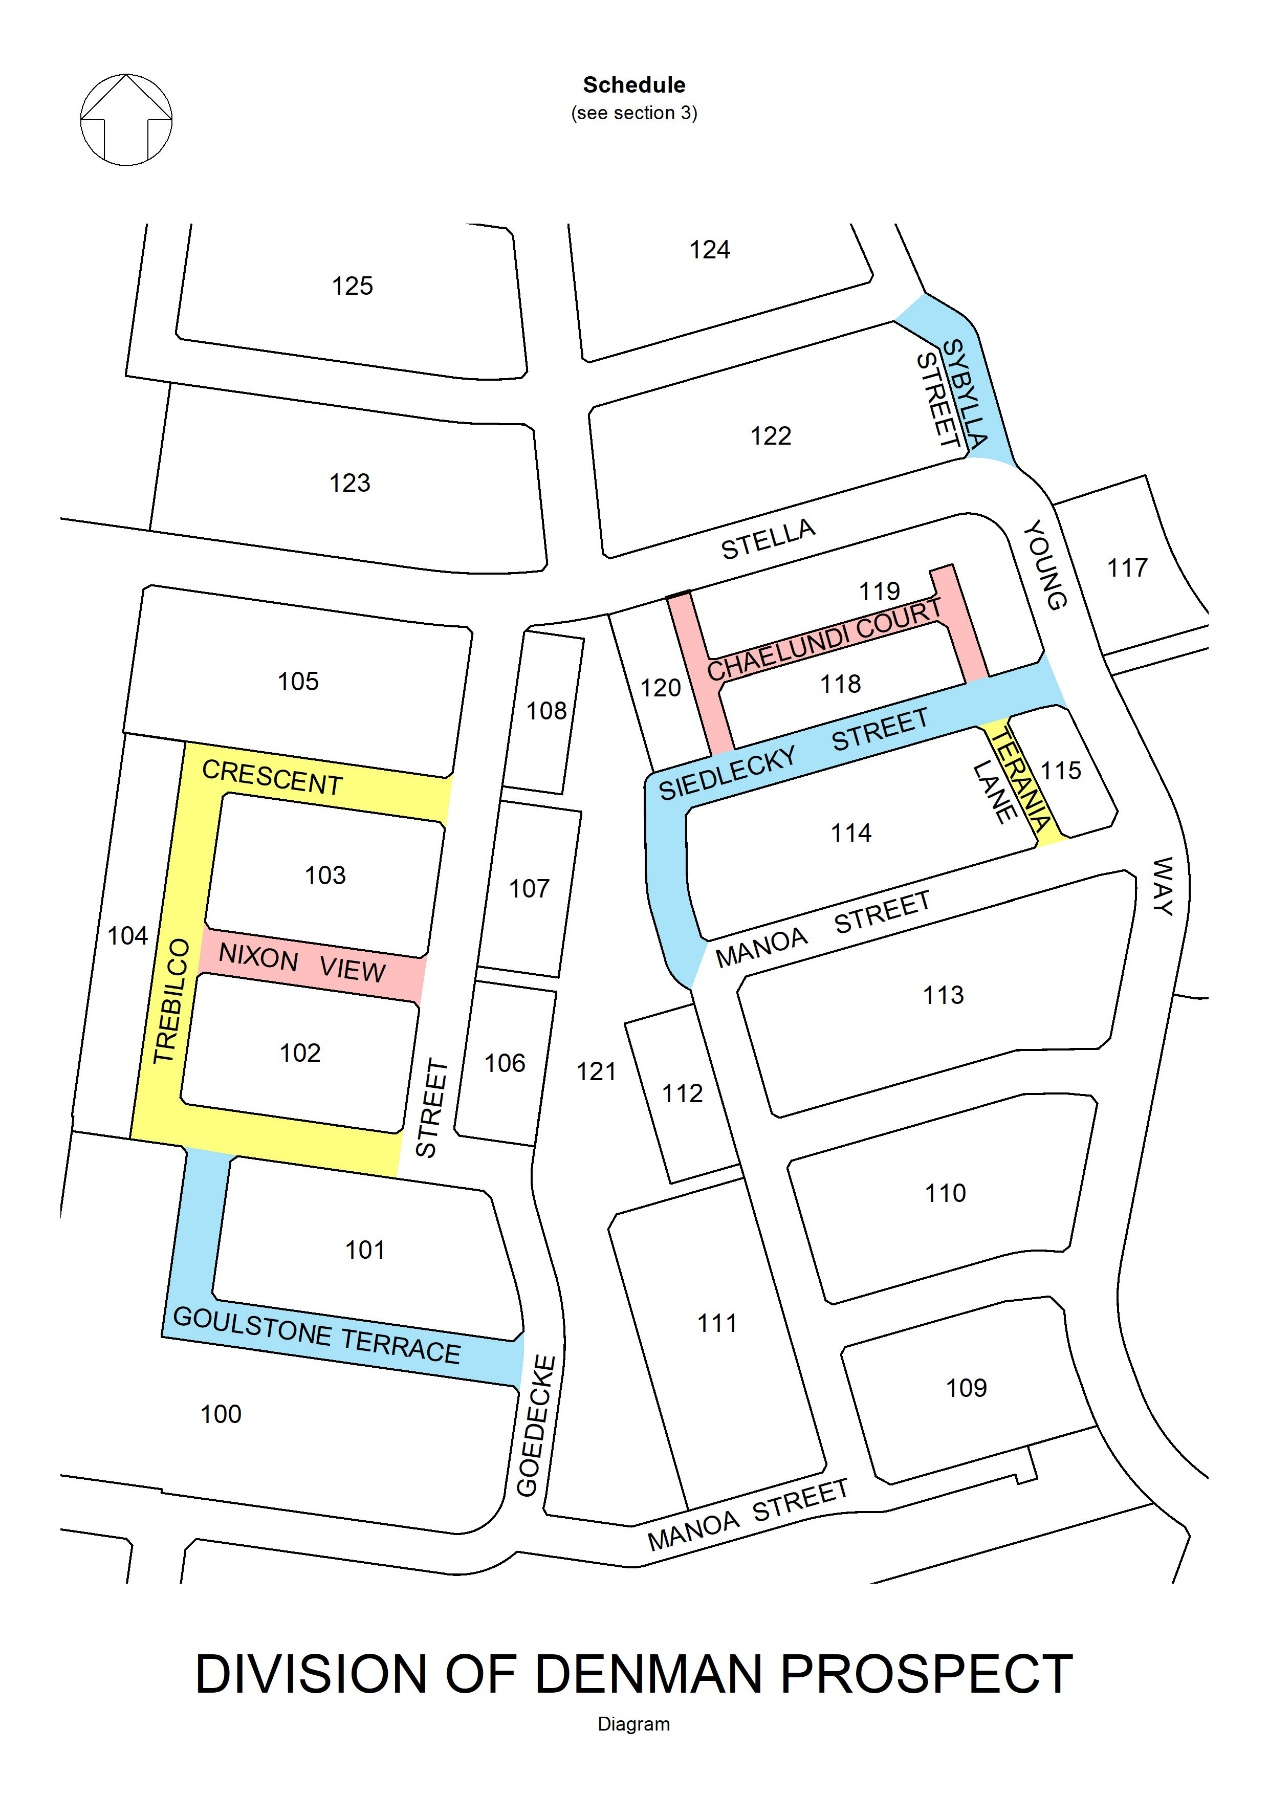 Schedule
(see section 3)
124
125
SYBYLLA
STREET
122
123
STELLA
YOUNG
117
119
CHAELUNDI COURT
105
120
118
108
SIEDLECKY STREET
TERANIA
LANE
115
CRESCENT
114
103
107
WAY
MANOA STREET
104
NIXON VIEW
TREBILCO
113
102
106
121
112
STREET
110
101
GOULSTONE TERRACE
111
109
GOEDECKE
100
MANOA STREET
DIVISION OF DENMAN PROSPECT
Diagram